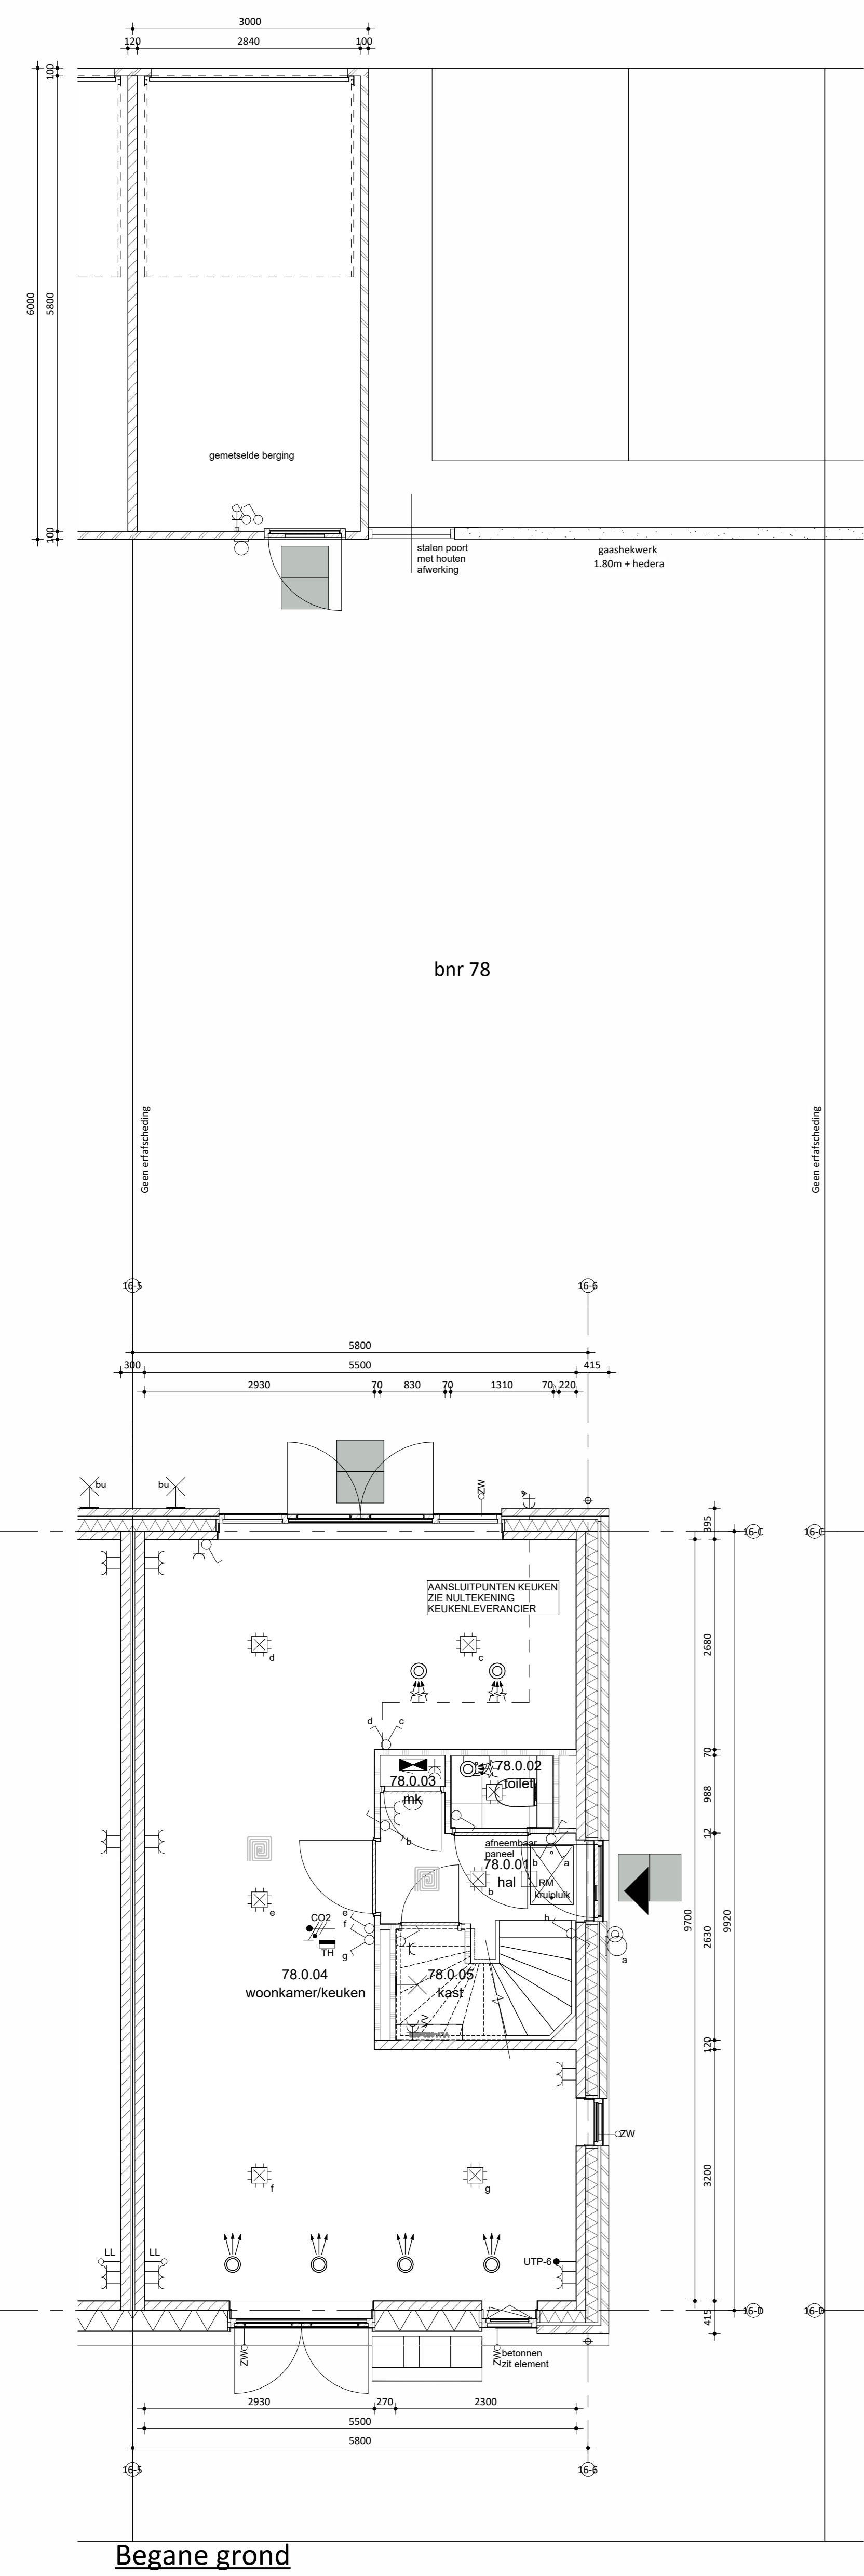 3000
120
2840
100
100
6000
5800
100
gemetselde berging
stalen poort
met houten
afwerking
gaashekwerk
1.80m + hedera
bnr 78
Geen erfafscheding
Geen erfafscheding
16-5
16-6
5800
300
5500
415
2930
70
830
70
1310
70
220
bu
bu
ZW
395
16-C
16-C
AANSLUITPUNTEN KEUKEN
ZIE NULTEKENING
KEUKENLEVERANCIER
d
c
2680
d
c
70
78.0.03
mk
78.0.02
toilet
988
b
afneembaar
paneel
12
78.0.01
hal
b
b
a
RM
kruipluik
e
e
f
g
CO2
TH
h
a
9700
2630
9920
78.0.04
woonkamer/keuken
78.0.05
kast
VV
120
ZW
f
g
3200
LL
LL
UTP-6
16-D
16-D
415
ZW
ZW
betonnen
zit element
2930
270
2300
5500
5800
16-5
16-6
Begane grond